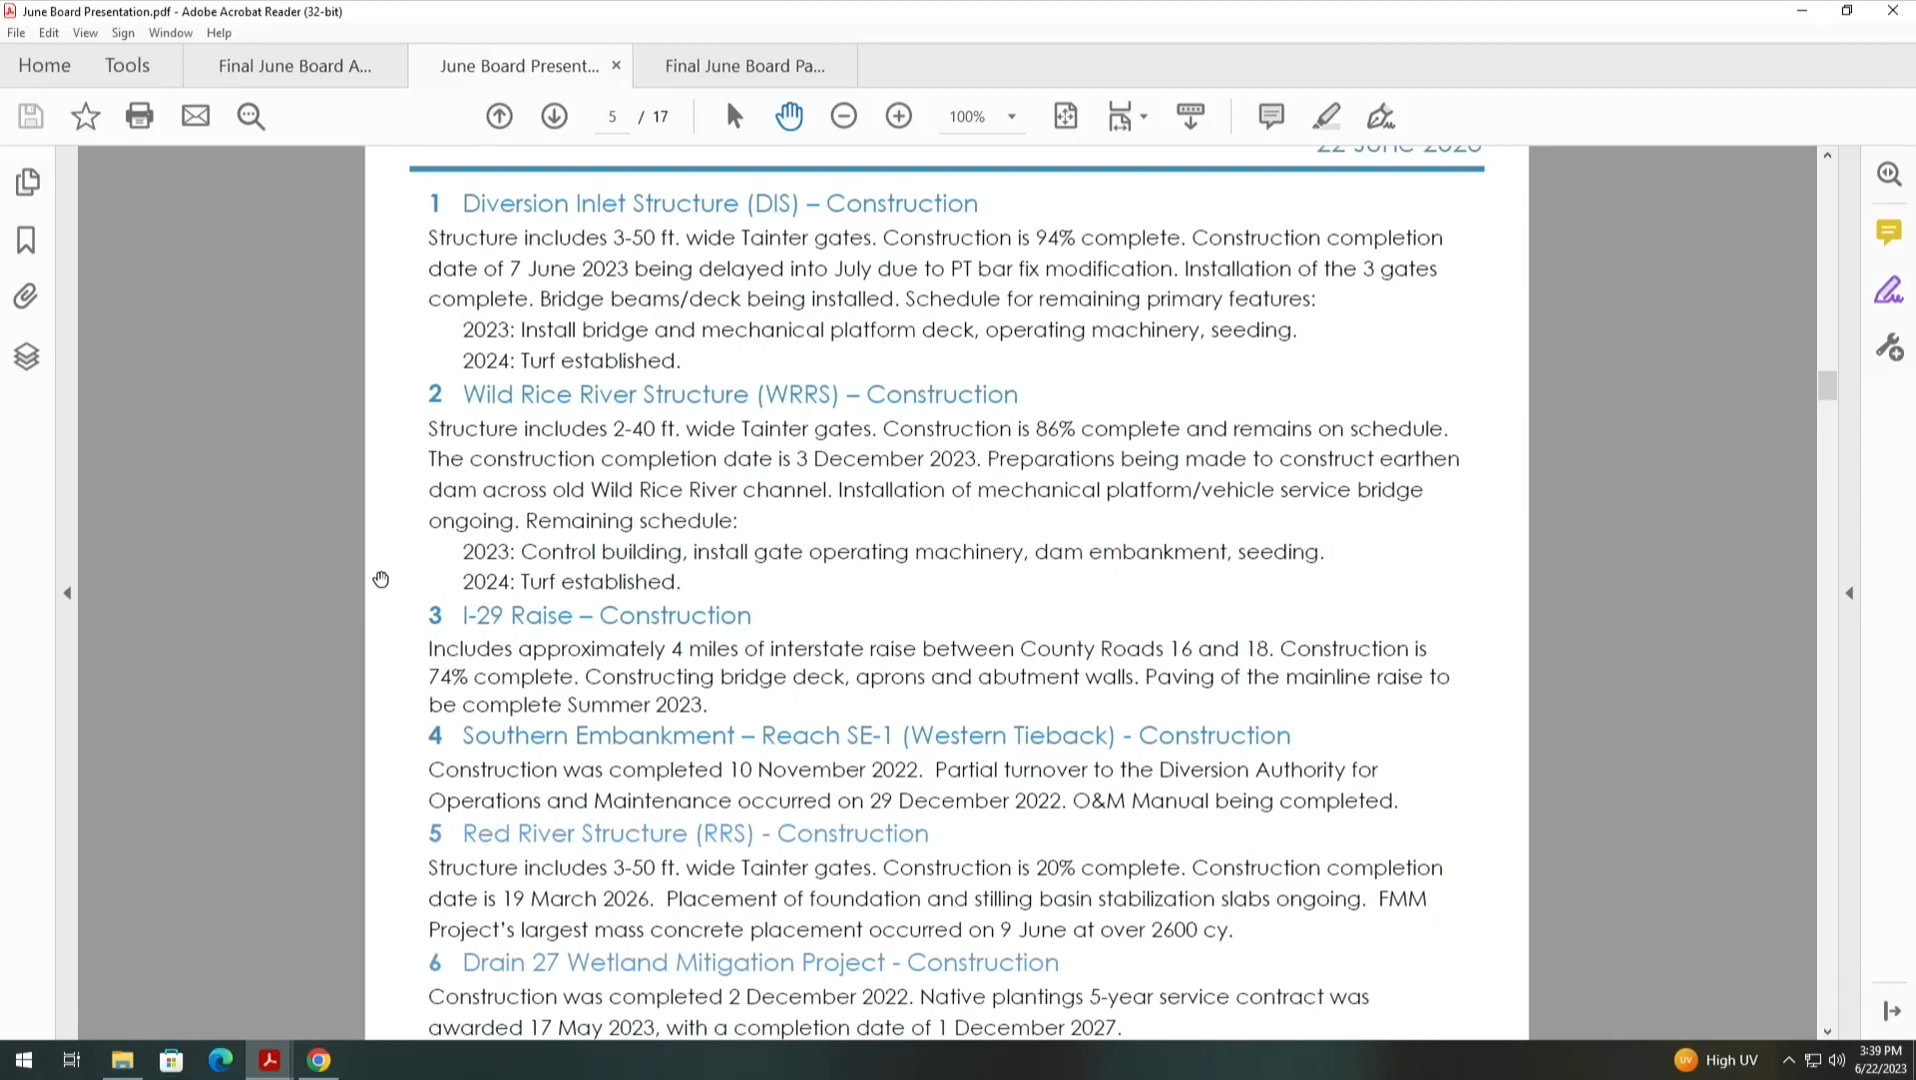 June Board Presentation.pdf - Adobe Acrobat Reader (32-bit)
File Edit View Sign Window Help
Home Tools Final June Board A... June Board Present... × Final June Board Pa...
5 / 17 100%
22 June 2023
1 Diversion Inlet Structure (DIS) – Construction
Structure includes 3-50 ft. wide Tainter gates. Construction is 94% complete. Construction completion
date of 7 June 2023 being delayed into July due to PT bar fix modification. Installation of the 3 gates
complete. Bridge beams/deck being installed. Schedule for remaining primary features:
2023: Install bridge and mechanical platform deck, operating machinery, seeding.
2024: Turf established.
2 Wild Rice River Structure (WRRS) – Construction
Structure includes 2-40 ft. wide Tainter gates. Construction is 86% complete and remains on schedule.
The construction completion date is 3 December 2023. Preparations being made to construct earthen
dam across old Wild Rice River channel. Installation of mechanical platform/vehicle service bridge
ongoing. Remaining schedule:
2023: Control building, install gate operating machinery, dam embankment, seeding.
2024: Turf established.
3 I-29 Raise – Construction
Includes approximately 4 miles of interstate raise between County Roads 16 and 18. Construction is
74% complete. Constructing bridge deck, aprons and abutment walls. Paving of the mainline raise to
be complete Summer 2023.
4 Southern Embankment – Reach SE-1 (Western Tieback) - Construction
Construction was completed 10 November 2022. Partial turnover to the Diversion Authority for
Operations and Maintenance occurred on 29 December 2022. O&M Manual being completed.
5 Red River Structure (RRS) - Construction
Structure includes 3-50 ft. wide Tainter gates. Construction is 20% complete. Construction completion
date is 19 March 2026. Placement of foundation and stilling basin stabilization slabs ongoing. FMM
Project's largest mass concrete placement occurred on 9 June at over 2600 cy.
6 Drain 27 Wetland Mitigation Project - Construction
Construction was completed 2 December 2022. Native plantings 5-year service contract was
awarded 17 May 2023, with a completion date of 1 December 2027.
UV High UV 3:39 PM
6/22/2023